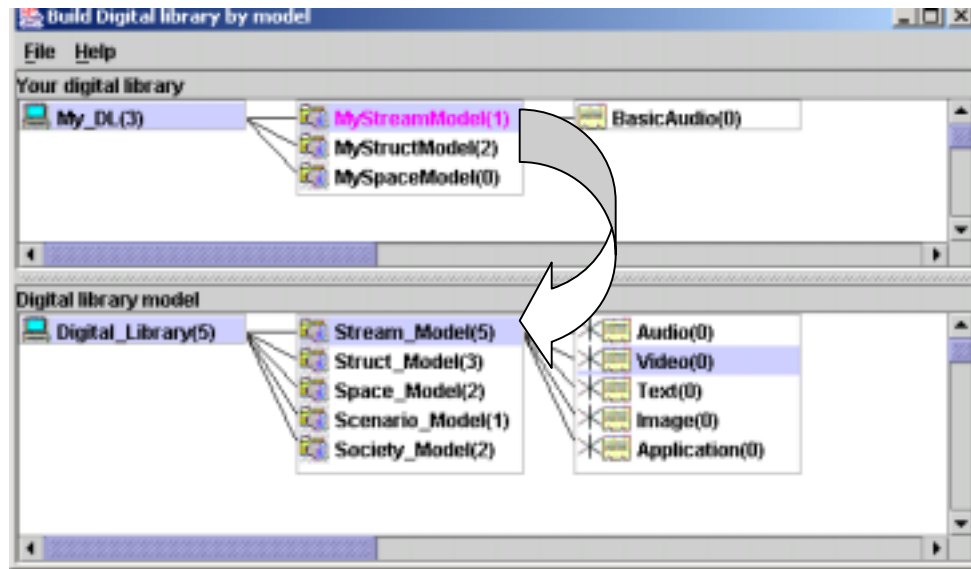 Build Digital library by model
File Help
Your digital library
My_DL(3) MyStreamModel(1) BasicAudio(0)
MyStructModel(2)
MySpaceModel(0)
Digital library model
Digital_Library(5) Stream_Model(5) Audio(0)
Struct_Model(3) Video(0)
Space_Model(2) Text(0)
Scenario_Model(1) Image(0)
Society_Model(2) Application(0)